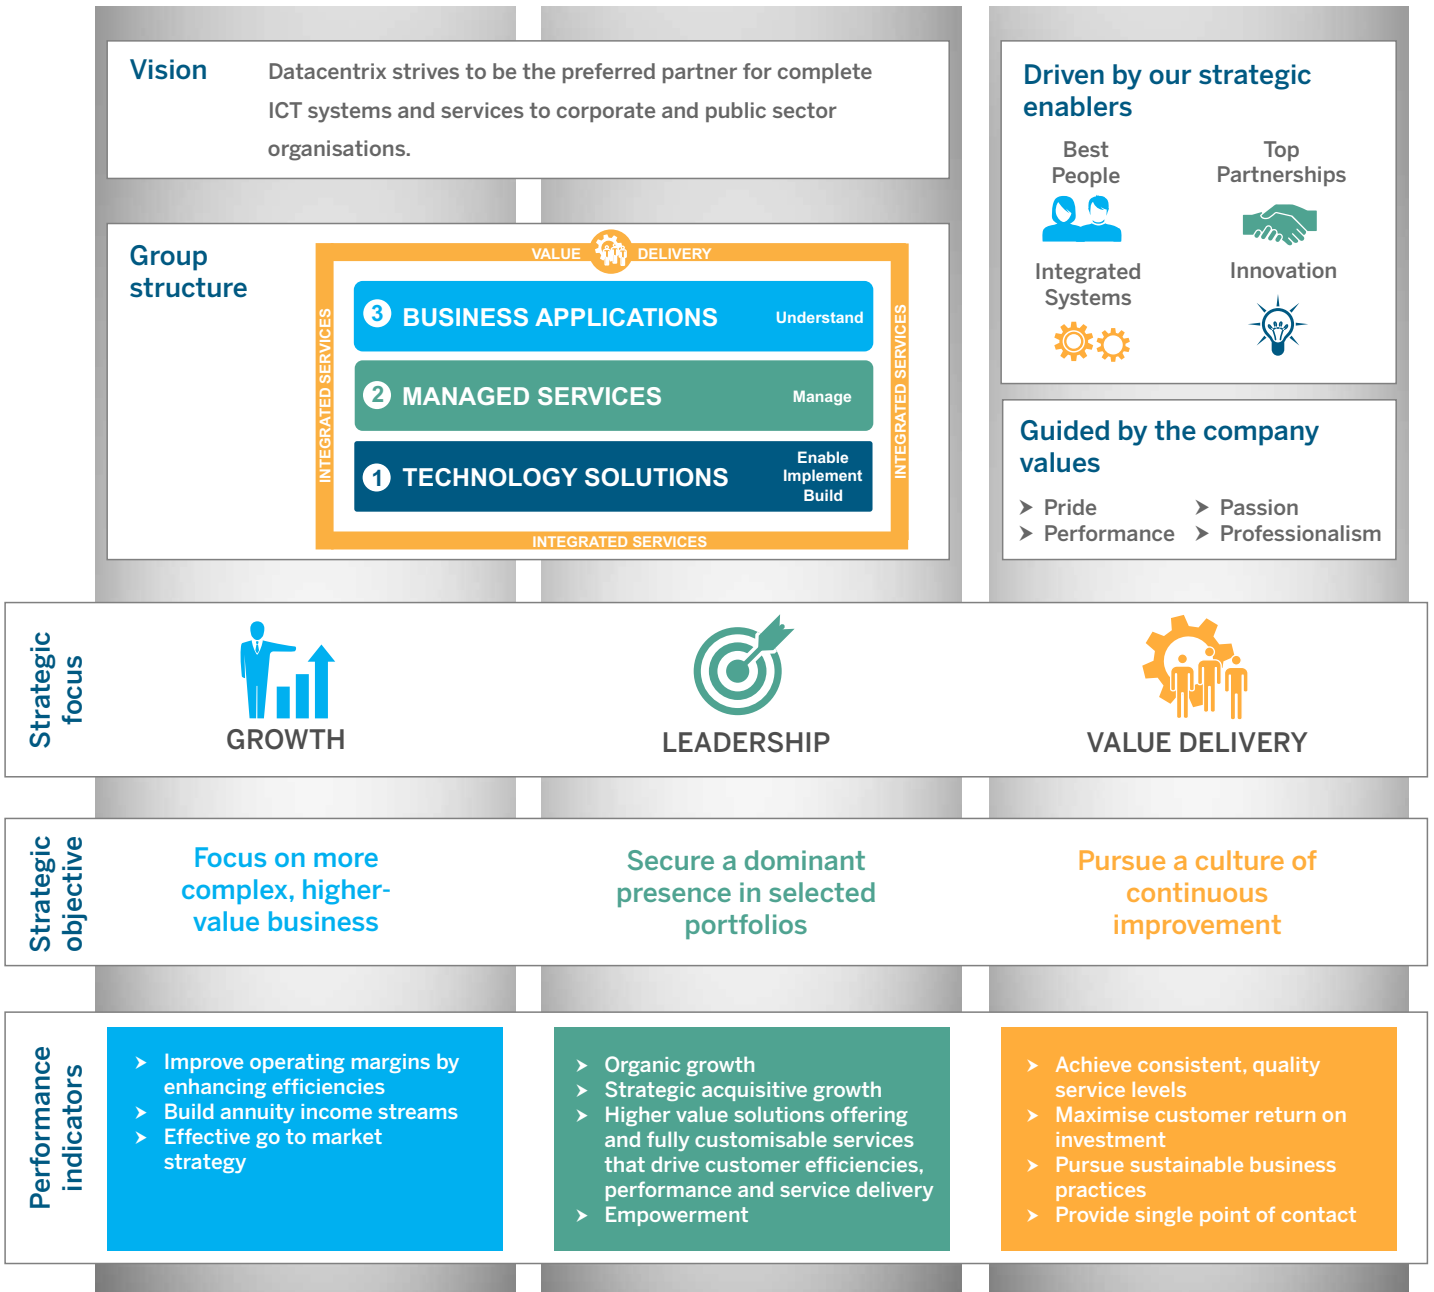 Vision
Datacentrix strives to be the preferred partner for complete
ICT systems and services to corporate and public sector
organisations.
Driven by our strategic
enablers
Best
People
Top
Partnerships
Integrated
Systems
Innovation
Group
structure
VALUE DELIVERY
INTEGRATED SERVICES
3 BUSINESS APPLICATIONS Understand
2 MANAGED SERVICES Manage
1 TECHNOLOGY SOLUTIONS
Enable
Implement
Build
INTEGRATED SERVICES
INTEGRATED SERVICES
Guided by the company
values
➤ Pride
➤ Performance
➤ Passion
➤ Professionalism
Strategic
focus
GROWTH
LEADERSHIP
VALUE DELIVERY
Strategic
objective
Focus on more
complex, higher-
value business
Secure a dominant
presence in selected
portfolios
Pursue a culture of
continuous
improvement
Performance
indicators
➤ Improve operating margins by
enhancing efficiencies
➤ Build annuity income streams
➤ Effective go to market
strategy
➤ Organic growth
➤ Strategic acquisitive growth
➤ Higher value solutions offering
and fully customisable services
that drive customer efficiencies,
performance and service delivery
➤ Empowerment
➤ Achieve consistent, quality
service levels
➤ Maximise customer return on
investment
➤ Pursue sustainable business
practices
➤ Provide single point of contact